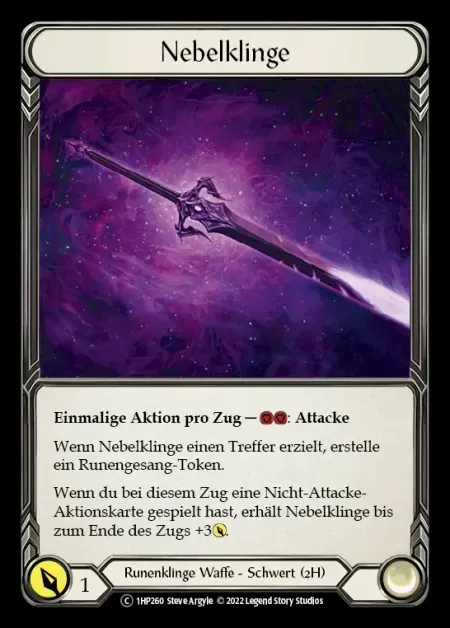 Nebelklinge
Einmalige Aktion pro Zug — : Attacke
Wenn Nebelklinge einen Treffer erzielt, erstelle
ein Runengesang-Token.
Wenn du bei diesem Zug eine Nicht-Attacke-
Aktionskarte gespielt hast, erhält Nebelklinge bis
zum Ende des Zugs +3.
1
Runenklinge Waffe - Schwert (2H)
C 1HP260 Steve Argyle © 2022 Legend Story Studios